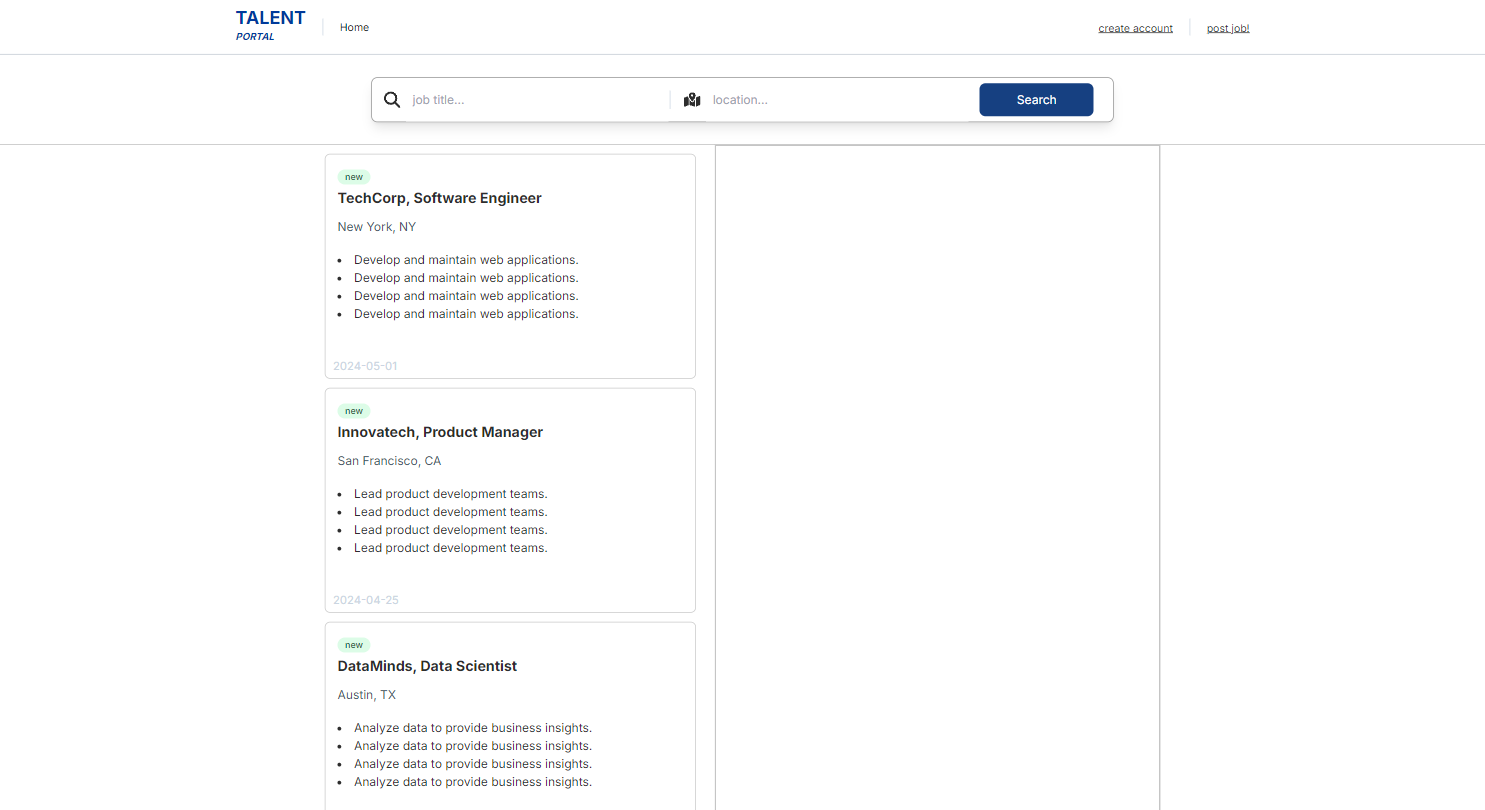 TALENT
PORTAL
Home
create account
post job!
job title...
location...
Search
new
TechCorp, Software Engineer
New York, NY
• Develop and maintain web applications.
• Develop and maintain web applications.
• Develop and maintain web applications.
• Develop and maintain web applications.
2024-05-01
new
Innovatech, Product Manager
San Francisco, CA
• Lead product development teams.
• Lead product development teams.
• Lead product development teams.
• Lead product development teams.
2024-04-25
new
DataMinds, Data Scientist
Austin, TX
• Analyze data to provide business insights.
• Analyze data to provide business insights.
• Analyze data to provide business insights.
• Analyze data to provide business insights.